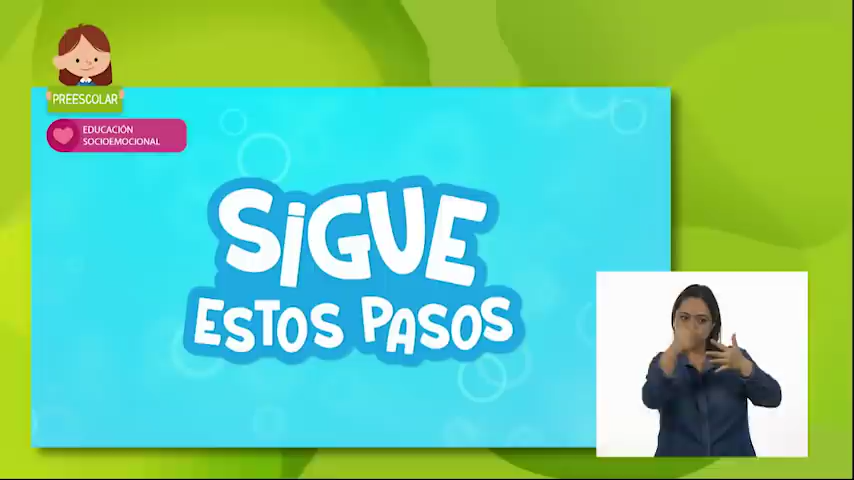 PREESCOLAR
EDUCACIÓN
SOCIOEMOCIONAL
SIGUE
ESTOS PASOS